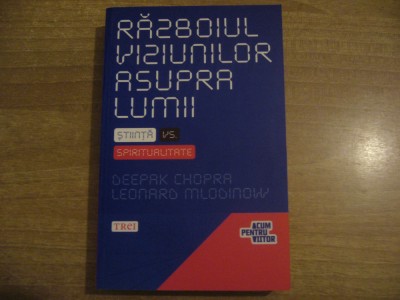 RĂZBOIUL
VIZIUNILOR
ASUPRA
LUMII
ȘTIINȚĂ VS.
SPIRITUALITATE
DEEPAK CHOPRA
LEONARD MLODINOW
TREI
ACUM
PENTRU
VIITOR